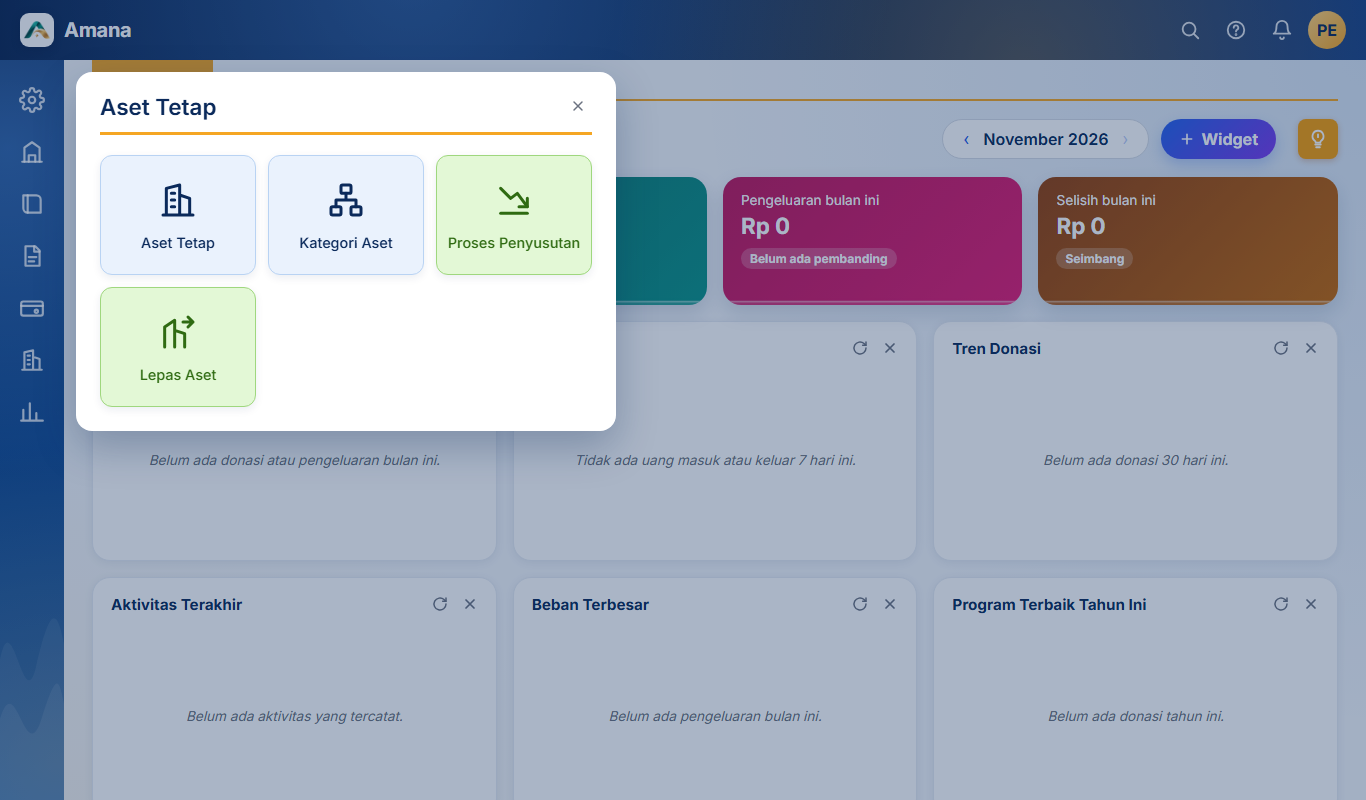 Amana
PE
Aset Tetap
Aset Tetap
Kategori Aset
Proses Penyusutan
Lepas Aset
November 2026
+ Widget
Pengeluaran bulan ini
Rp 0
Belum ada pembanding
Selisih bulan ini
Rp 0
Seimbang
Tren Donasi
Belum ada donasi atau pengeluaran bulan ini.
Tidak ada uang masuk atau keluar 7 hari ini.
Belum ada donasi 30 hari ini.
Aktivitas Terakhir
Beban Terbesar
Program Terbaik Tahun Ini
Belum ada aktivitas yang tercatat.
Belum ada pengeluaran bulan ini.
Belum ada donasi tahun ini.